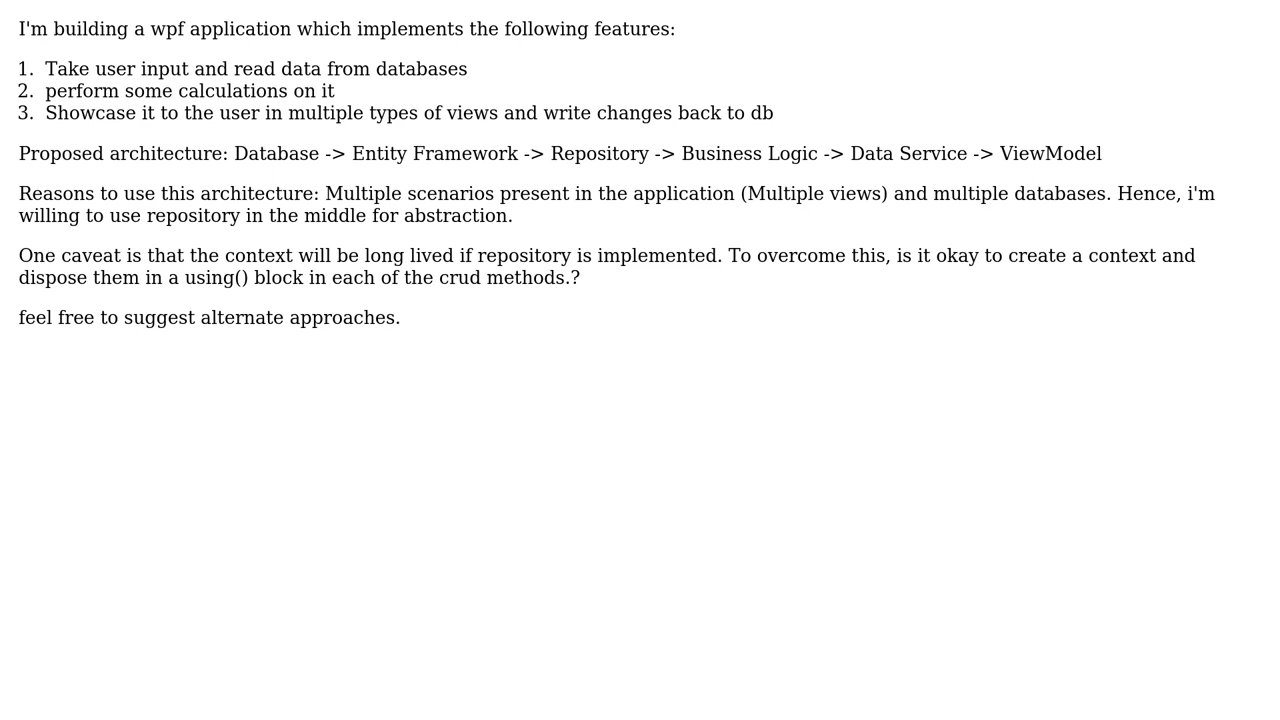 I'm building a wpf application which implements the following features:
1. Take user input and read data from databases
2. perform some calculations on it
3. Showcase it to the user in multiple types of views and write changes back to db
Proposed architecture: Database -> Entity Framework -> Repository -> Business Logic -> Data Service -> ViewModel
Reasons to use this architecture: Multiple scenarios present in the application (Multiple views) and multiple databases. Hence, i'm
willing to use repository in the middle for abstraction.
One caveat is that the context will be long lived if repository is implemented. To overcome this, is it okay to create a context and
dispose them in a using() block in each of the crud methods.?
feel free to suggest alternate approaches.